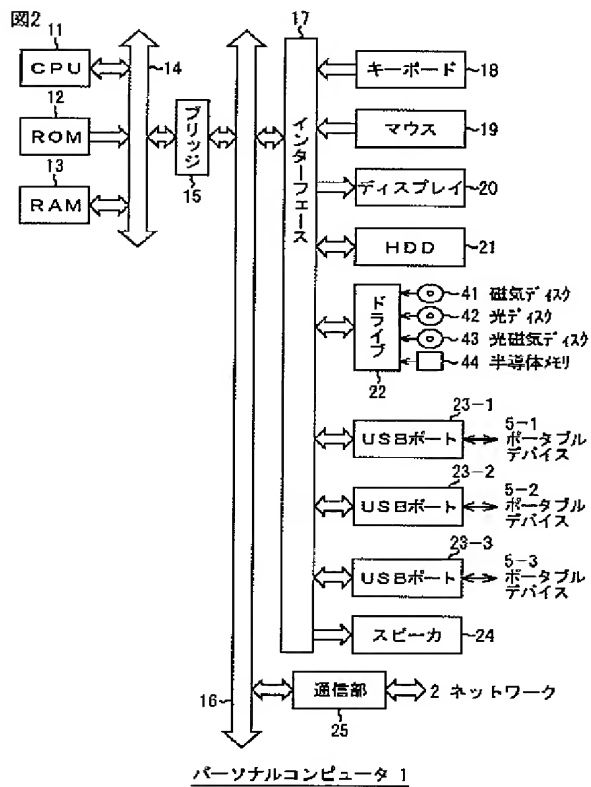 図2
11
CPU
12
ROM
13
RAM
14
ブリッジ
15
16
17
インターフェース
キーボード 18
マウス 19
ディスプレイ 20
HDD 21
ドライブ
22
41 磁気ディスク
42 光ディスク
43 光磁気ディスク
44 半導体メモリ
23-1
USBポート
5-1
ポータブル
デバイス
23-2
USBポート
5-2
ポータブル
デバイス
23-3
USBポート
5-3
ポータブル
デバイス
スピーカ 24
通信部
25
2 ネットワーク
パーソナルコンピュータ 1